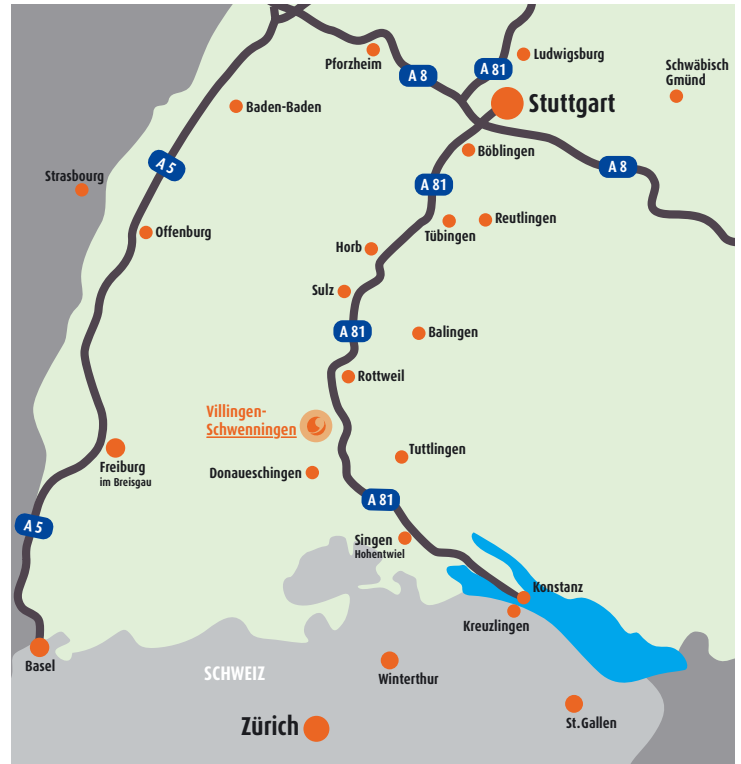 Pforzheim
A 8
A 81
Ludwigsburg
Schwäbisch
Gmünd
Baden-Baden
Stuttgart
Böblingen
A 5
A 8
Strasbourg
A 81
Offenburg
Tübingen
Reutlingen
Horb
Sulz
A 81
Balingen
Rottweil
Villingen-
Schwenningen
Tuttlingen
Freiburg
im Breisgau
Donaueschingen
A 81
A 5
Singen
Hohentwiel
Konstanz
Kreuzlingen
Basel
SCHWEIZ
Winterthur
Zürich
St. Gallen